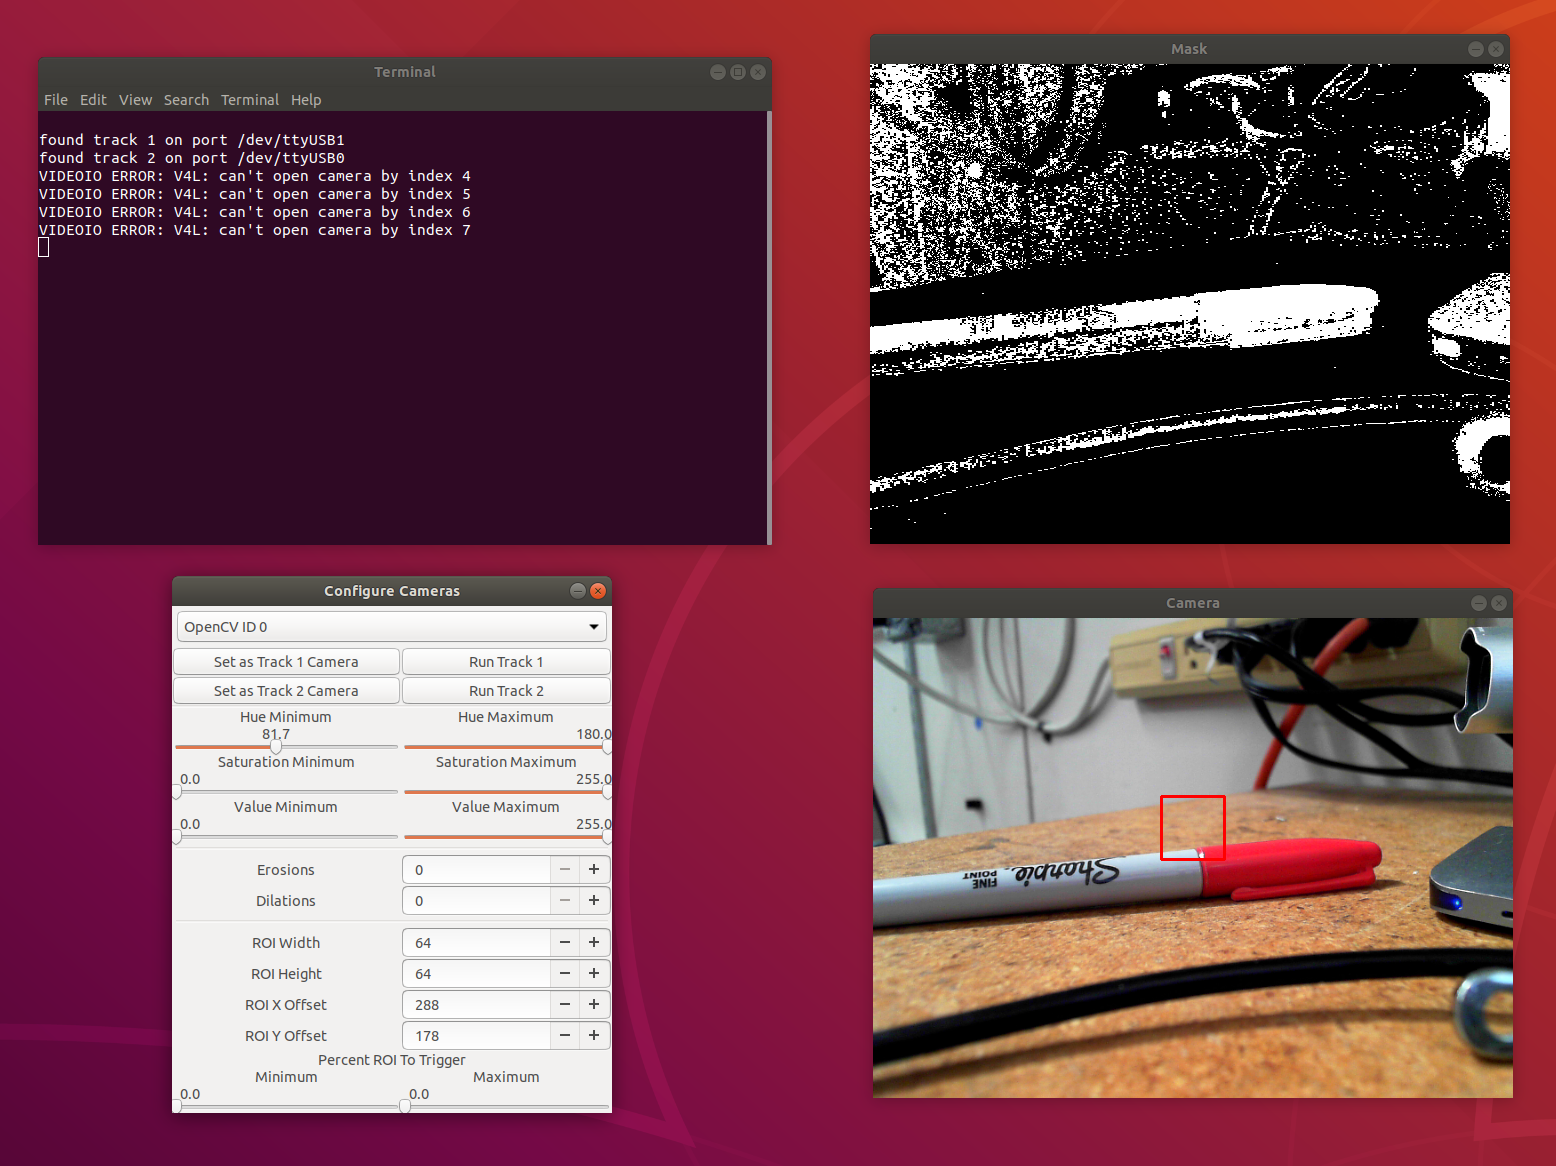 Terminal
File Edit View Search Terminal Help
found track 1 on port /dev/ttyUSB1
found track 2 on port /dev/ttyUSB0
VIDEOIO ERROR: V4L: can't open camera by index 4
VIDEOIO ERROR: V4L: can't open camera by index 5
VIDEOIO ERROR: V4L: can't open camera by index 6
VIDEOIO ERROR: V4L: can't open camera by index 7
Mask
Configure Cameras
OpenCV ID 0
Set as Track 1 Camera Run Track 1
Set as Track 2 Camera Run Track 2
Hue Minimum Hue Maximum
81.7 180.0
Saturation Minimum Saturation Maximum
0.0 255.0
Value Minimum Value Maximum
0.0 255.0
Erosions 0
Dilations 0
ROI Width 64
ROI Height 64
ROI X Offset 288
ROI Y Offset 178
Percent ROI To Trigger
Minimum Maximum
0.0 0.0
Camera
Sharpie
FINE
POINT